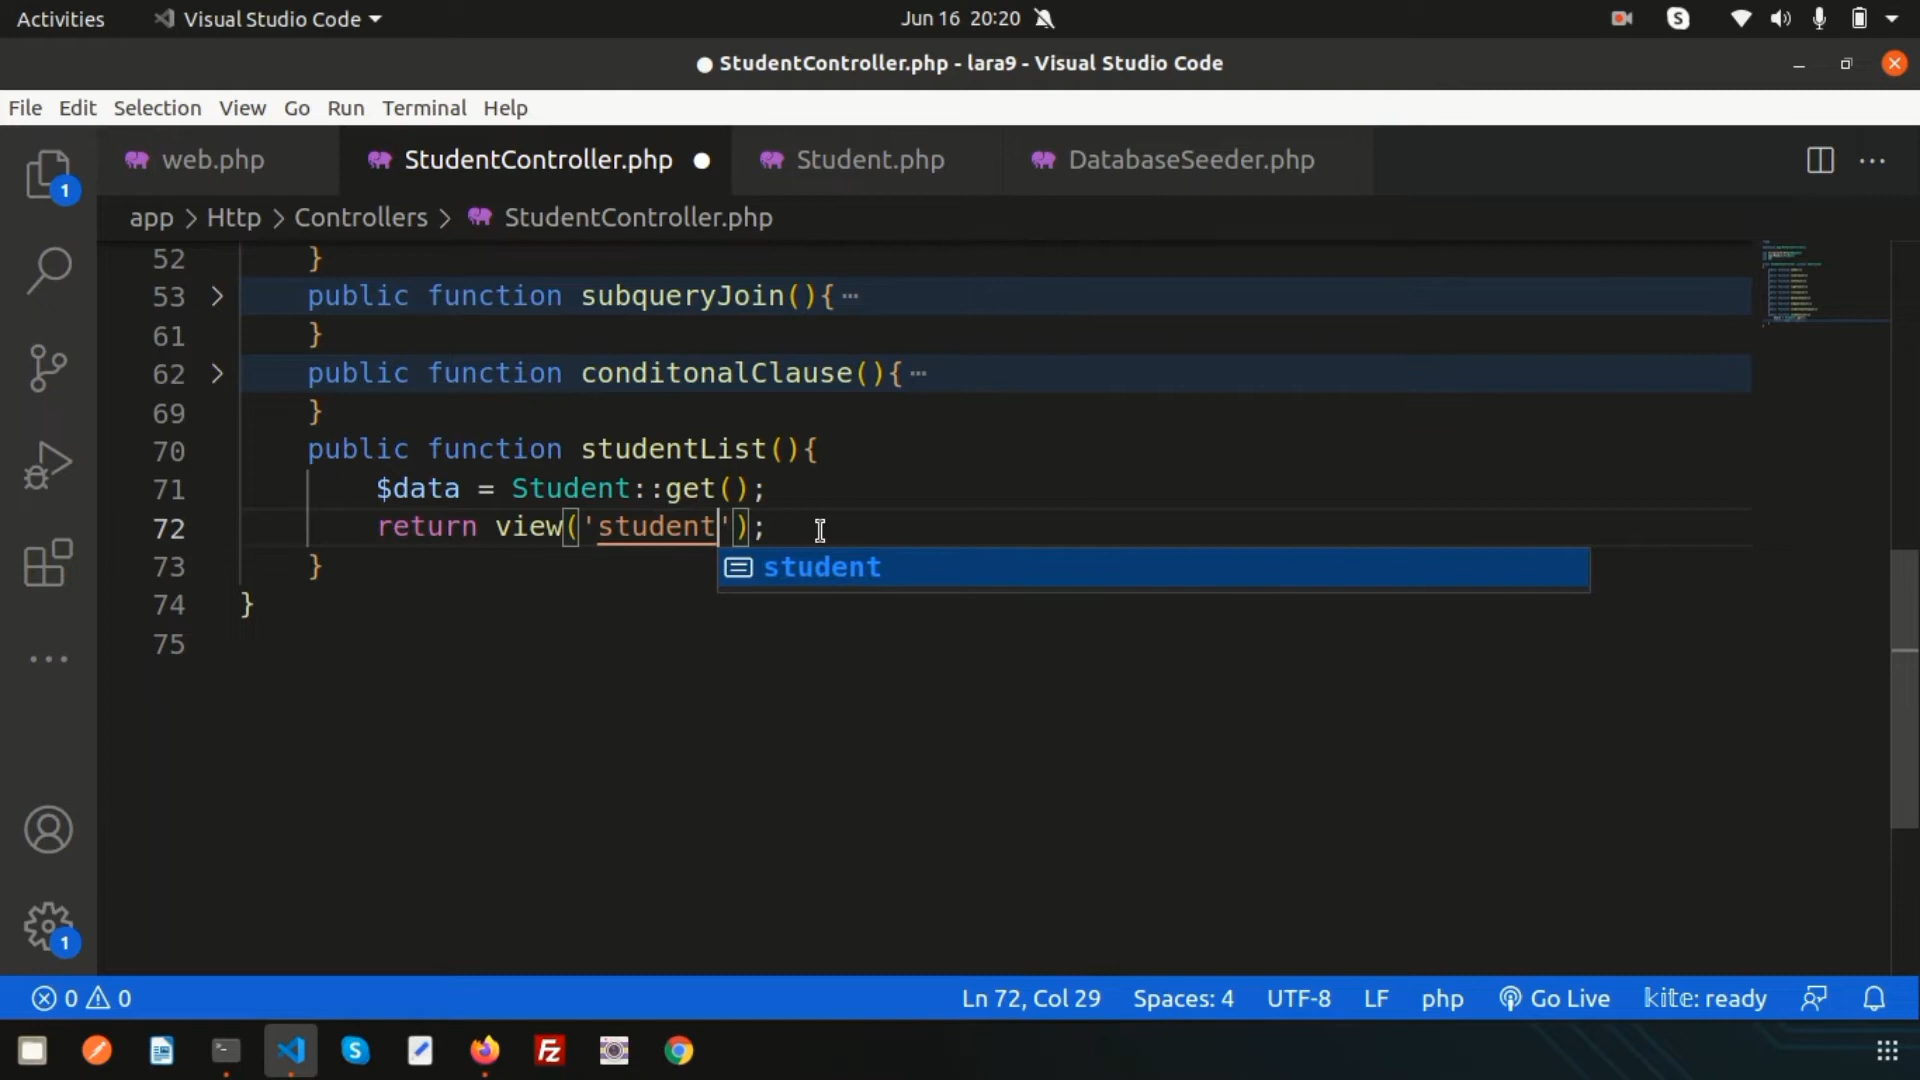 Activities Visual Studio Code Jun 16 20:20
StudentController.php - lara9 - Visual Studio Code
File Edit Selection View Go Run Terminal Help
web.php StudentController.php Student.php DatabaseSeeder.php
app > Http > Controllers > StudentController.php
52 }
53 public function subqueryJoin(){ ⋯
61 }
62 public function conditonalClause(){ ⋯
69 }
70 public function studentList(){
71 $data = Student::get();
72 return view('student');
student
73 }
74 }
75
1
1
0 0 Ln 72, Col 29 Spaces: 4 UTF-8 LF php Go Live kite: ready